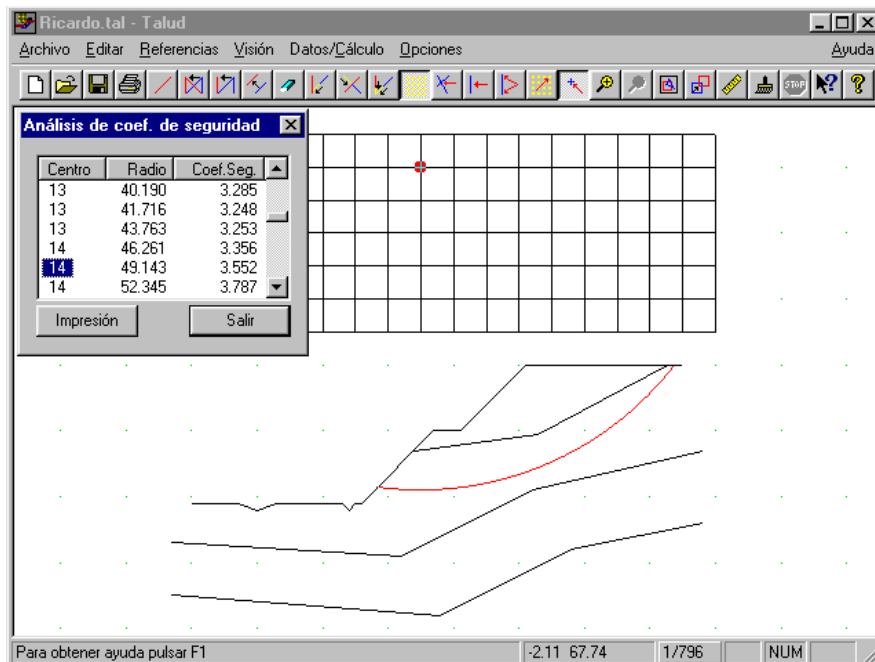 Ricardo.tal - Talud
Archivo Editar Referencias Visión Datos/Cálculo Opciones Ayuda
STOP
Análisis de coef. de seguridad
Centro Radio Coef.Seg.
13 40.190 3.285
13 41.716 3.248
13 43.763 3.253
14 46.261 3.356
14 49.143 3.552
14 52.345 3.787
Impresión Salir
Para obtener ayuda pulsar F1 -2.11 67.74 1/796 NUM